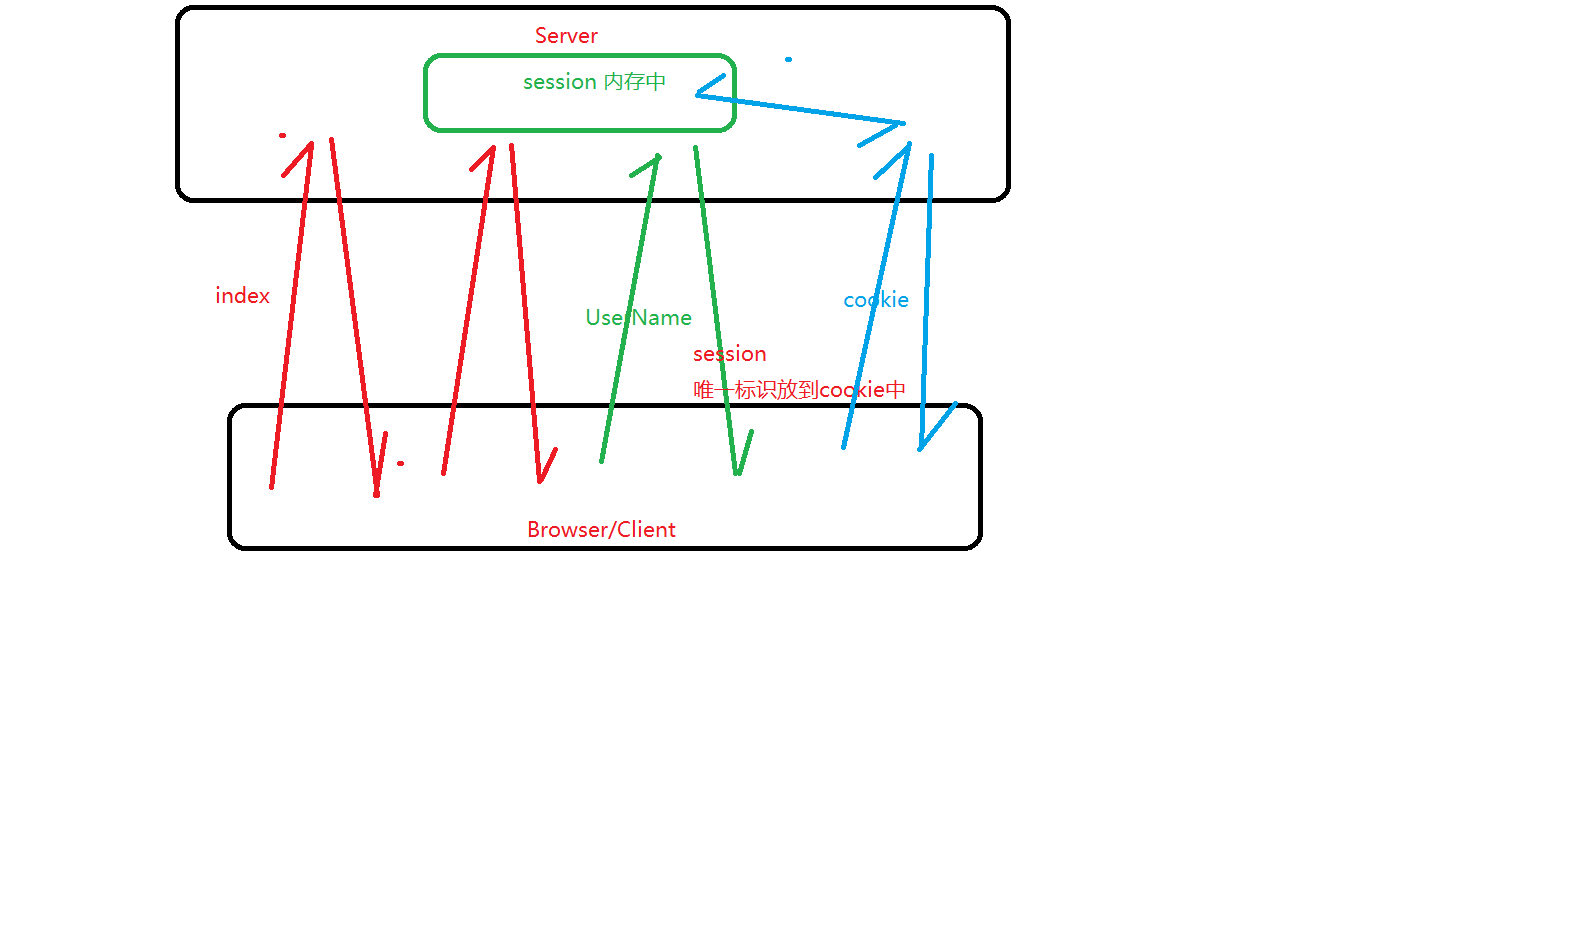 Server
session 内存中
index
cookie
UserName
session
唯一标识放到cookie中
Browser/Client